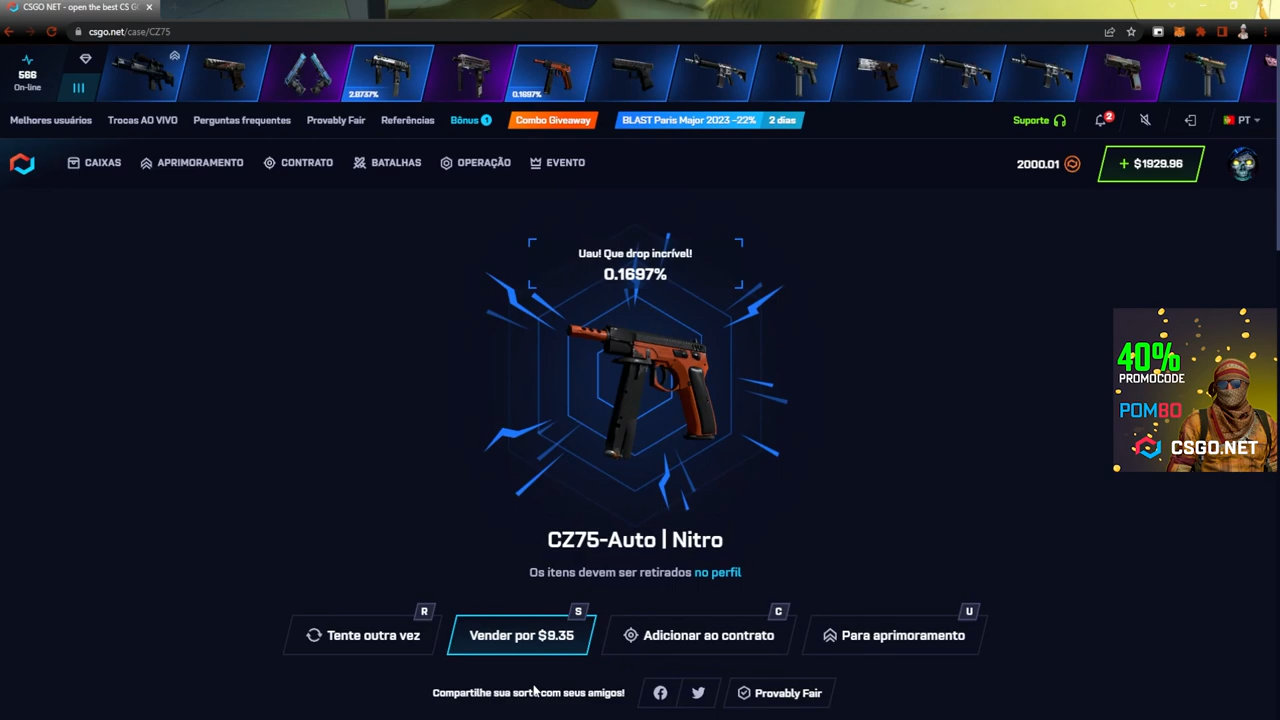 CSGO NET - open the best CS G
csgo.net/case/CZ75
566
On-line
2.8737%
0.1697%
Melhores usuários
Trocas AO VIVO
Perguntas frequentes
Provably Fair
Referências
Bônus 1
Combo Giveaway
BLAST Paris Major 2023 -22%
2 dias
Suporte
2
PT
CAIXAS
APRIMORAMENTO
CONTRATO
BATALHAS
OPERAÇÃO
EVENTO
2000.01
+ $1929.96
Uau! Que drop incrível!
0.1697%
40%
PROMOCODE
POMBO
CSGO.NET
CZ75-Auto | Nitro
Os itens devem ser retirados no perfil
R
S
C
U
Tente outra vez
Vender por $9.35
Adicionar ao contrato
Para aprimoramento
Compartilhe sua sorte com seus amigos!
Provably Fair